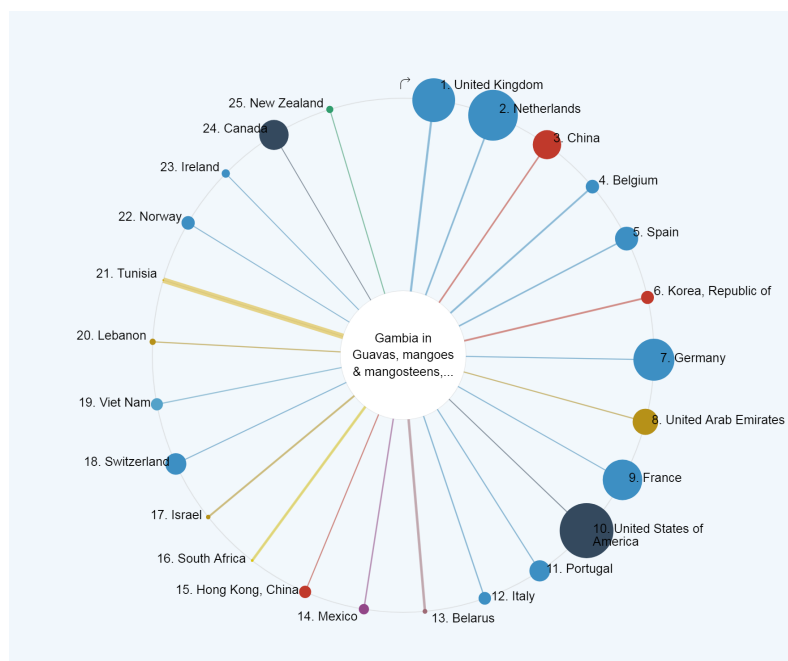 Gambia in
Guavas, mangoes
& mangosteens,...
1. United Kingdom
2. Netherlands
3. China
4. Belgium
5. Spain
6. Korea, Republic of
7. Germany
8. United Arab Emirates
9. France
10. United States of
America
11. Portugal
12. Italy
13. Belarus
14. Mexico
15. Hong Kong, China
16. South Africa
17. Israel
18. Switzerland
19. Viet Nam
20. Lebanon
21. Tunisia
22. Norway
23. Ireland
24. Canada
25. New Zealand